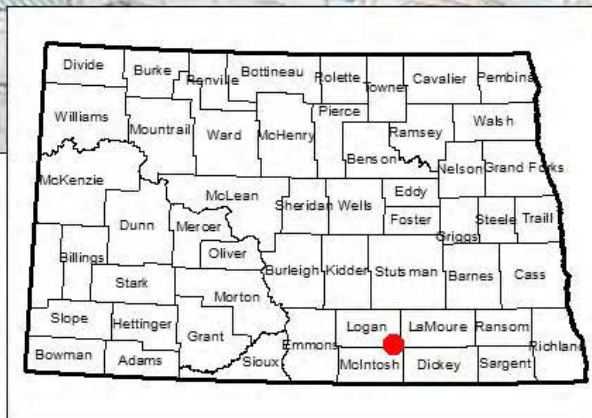 Divide Burke Renville Bottineau Rolette Towner Cavalier Pembina
Williams Mountrail Ward McHenry Pierce Ramsey Walsh
Benson Nelson Grand Forks
McKenzie McLean Sheridan Wells Eddy
Dunn Mercer Foster Griggs Steele Traill
Billings Oliver Burleigh Kidder Stutsman Barnes Cass
Stark Morton
Slope Hettinger Grant Emmons Logan LaMoure Ransom Richland
Bowman Adams Sioux McIntosh Dickey Sargent